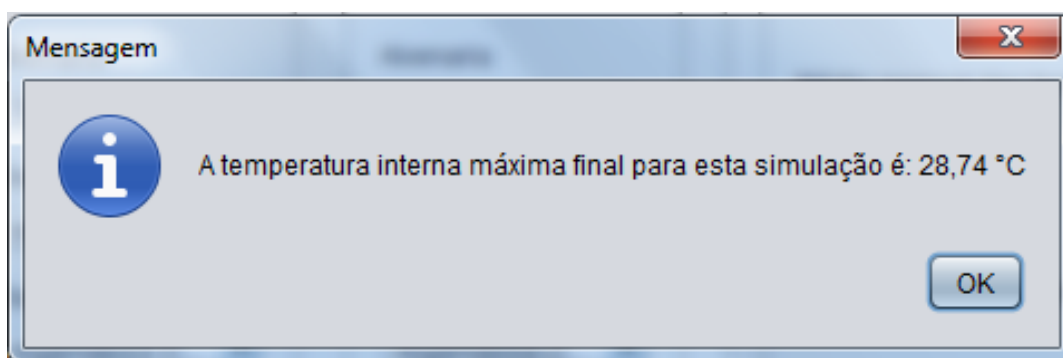 Mensagem
A temperatura interna máxima final para esta simulação é: 28,74 °C
OK